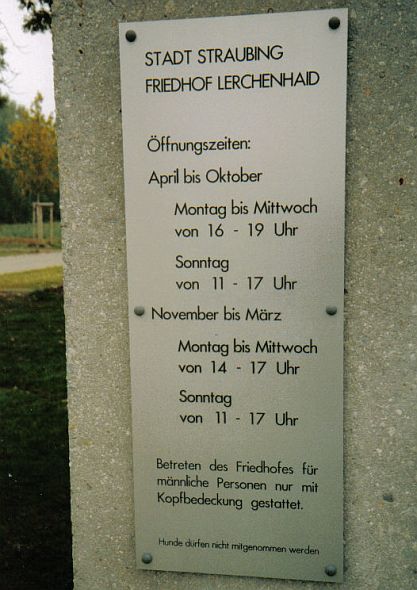 STADT STRAUBING
FRIEDHOF LERCHENHAID
Öffnungszeiten:
April bis Oktober
Montag bis Mittwoch
von 16 - 19 Uhr
Sonntag
von 11 - 17 Uhr
November bis März
Montag bis Mittwoch
von 14 - 17 Uhr
Sonntag
von 11 - 17 Uhr
Betreten des Friedhofes für
männliche Personen nur mit
Kopfbedeckung gestattet.
Hunde dürfen nicht mitgenommen werden